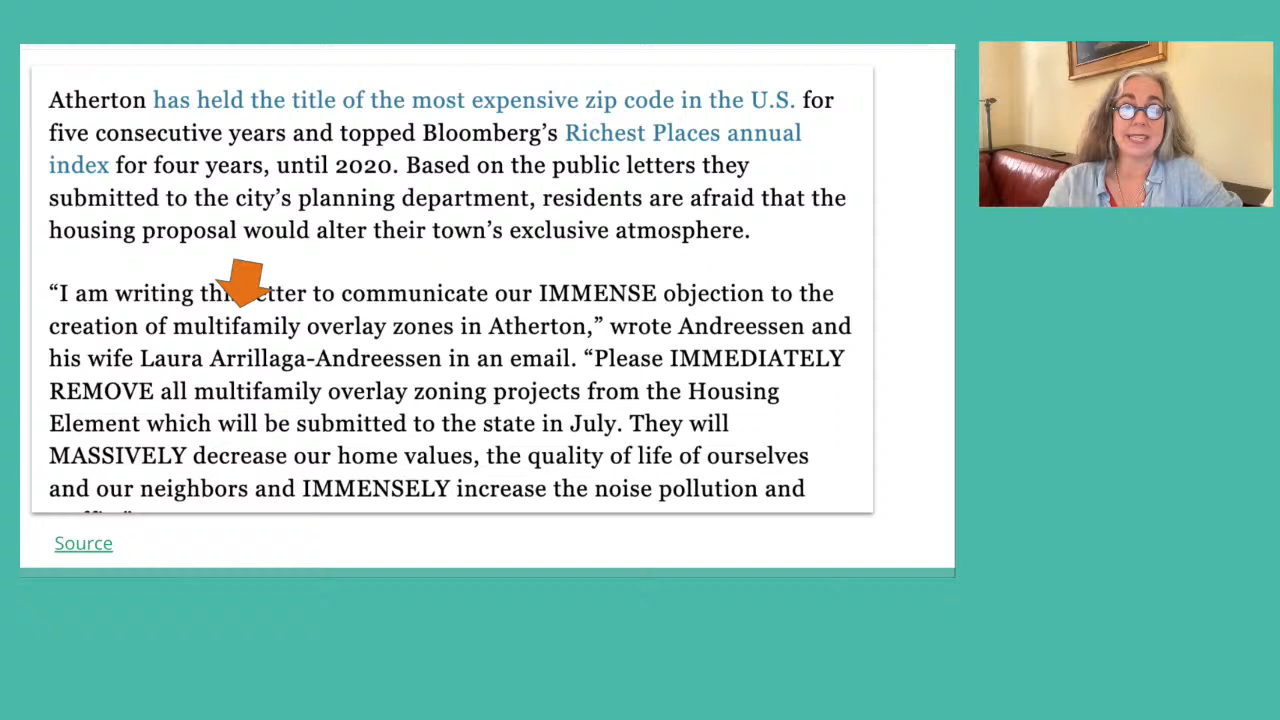 Atherton has held the title of the most expensive zip code in the U.S. for
five consecutive years and topped Bloomberg’s Richest Places annual
index for four years, until 2020. Based on the public letters they
submitted to the city’s planning department, residents are afraid that the
housing proposal would alter their town’s exclusive atmosphere.
“I am writing to communicate our IMMENSE objection to the
creation of multifamily overlay zones in Atherton,” wrote Andreessen and
his wife Laura Arrillaga-Andreessen in an email. “Please IMMEDIATELY
REMOVE all multifamily overlay zoning projects from the Housing
Element which will be submitted to the state in July. They will
MASSIVELY decrease our home values, the quality of life of ourselves
and our neighbors and IMMENSELY increase the noise pollution and
Source